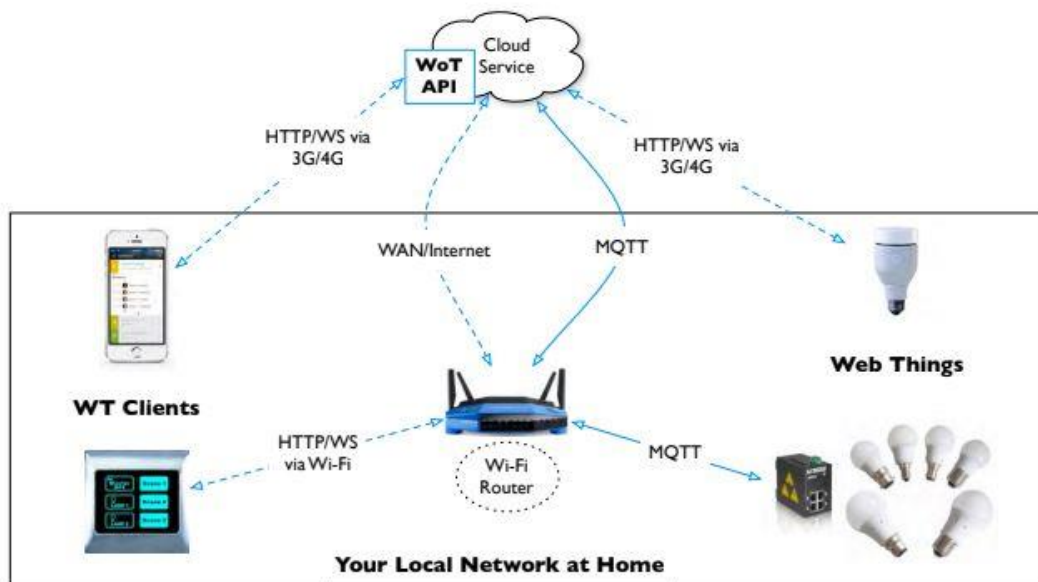 Cloud
Service
WoT
API
HTTP/WS via
3G/4G
HTTP/WS via
3G/4G
WAN/Internet
MQTT
WT Clients
Web Things
HTTP/WS
via Wi-Fi
MQTT
Wi-Fi
Router
Your Local Network at Home